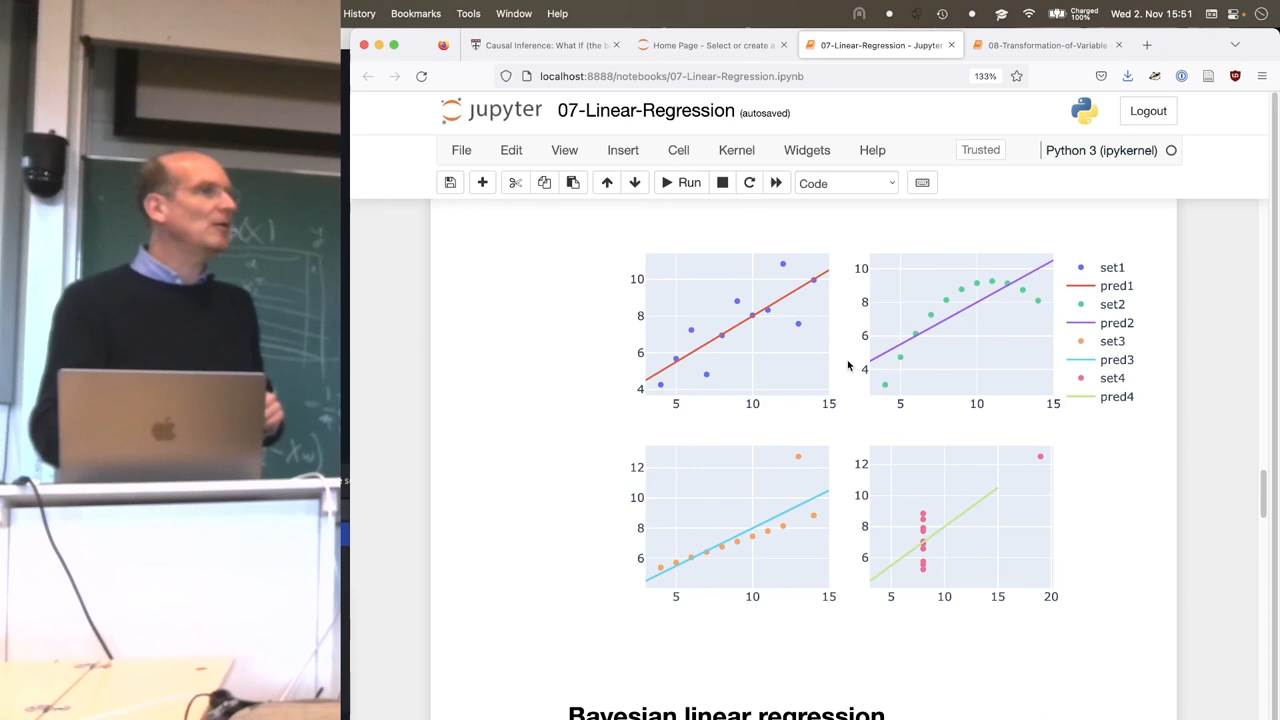 History Bookmarks Tools Window Help Charged 100% Wed 2. Nov 15:51
Causal Inference: What If (the b Home Page - Select or create a 07-Linear-Regression - Jupyter 08-Transformation-of-Variable
localhost:8888/notebooks/07-Linear-Regression.ipynb 133%
jupyter 07-Linear-Regression (autosaved) Logout
File Edit View Insert Cell Kernel Widgets Help Trusted Python 3 (ipykernel)
Run Code
10
8
6
4
5 10 15
10
8
6
4
5 10 15
set1
pred1
set2
pred2
set3
pred3
set4
pred4
12
10
8
6
5 10 15
12
10
8
6
5 10 15 20
Bayesian linear regression